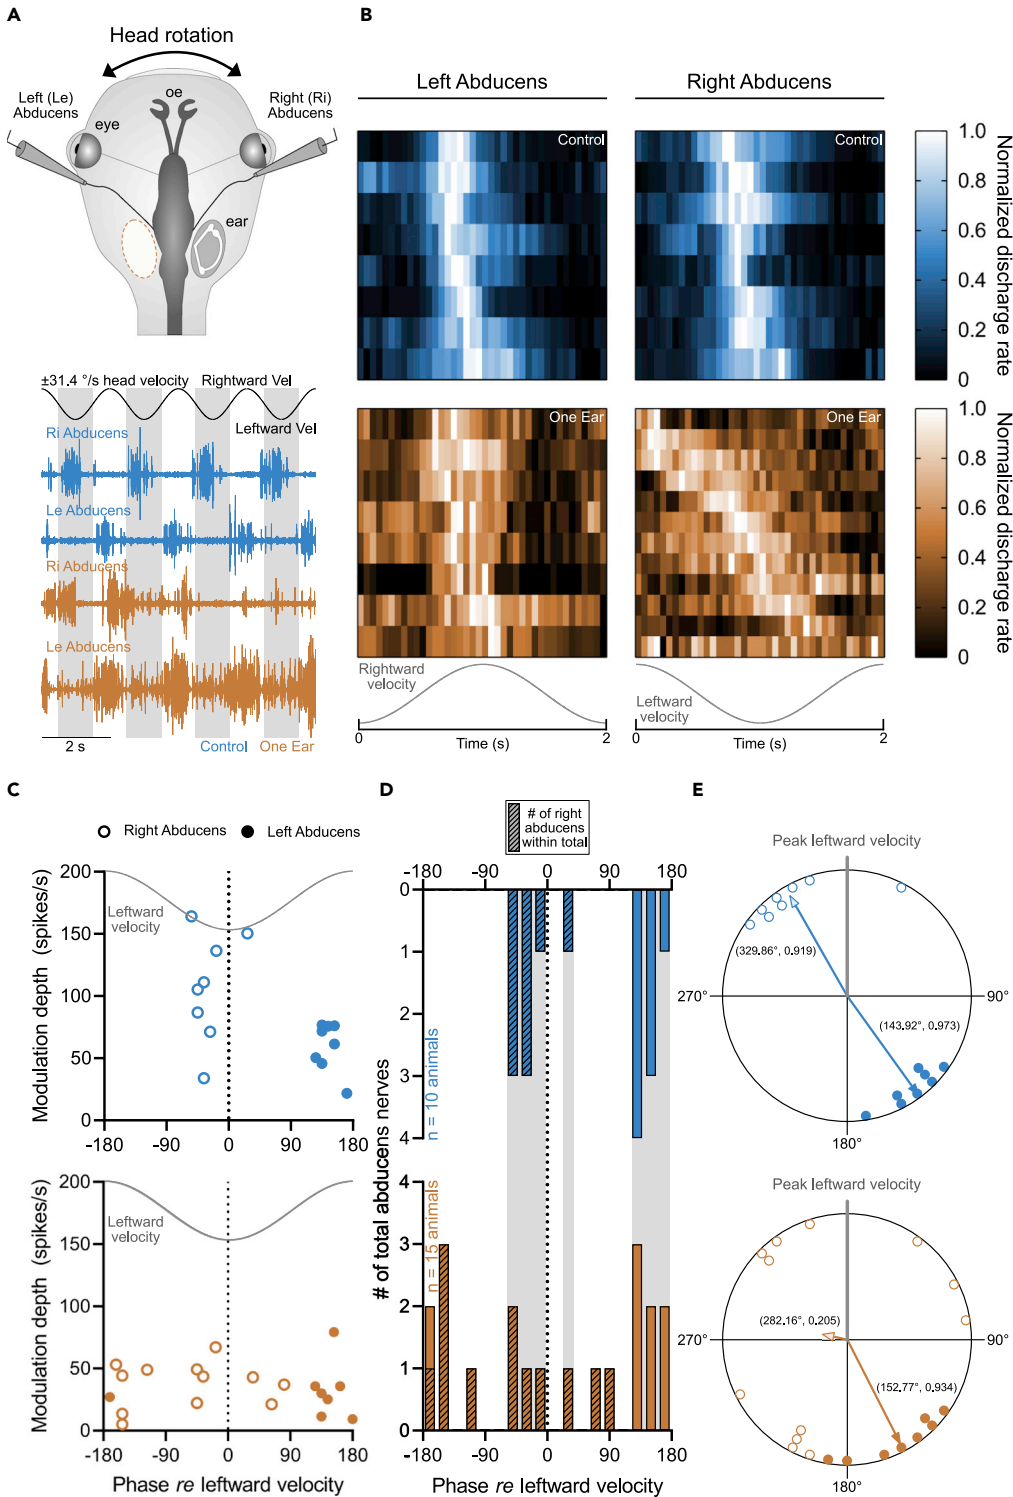 A
Head rotation
Left (Le)
Abducens
Right (Ri)
Abducens
oe
eye
ear
±31.4 °/s head velocity
Rightward Vel
Leftward Vel
Ri Abducens
Le Abducens
Ri Abducens
Le Abducens
2 s
Control
One Ear
B
Left Abducens
Right Abducens
Control
Control
1.0
0.8
0.6
0.4
0.2
0
Normalized discharge rate
One Ear
One Ear
1.0
0.8
0.6
0.4
0.2
0
Normalized discharge rate
Rightward
velocity
Leftward
velocity
0
2
Time (s)
0
2
Time (s)
C
Right Abducens
Left Abducens
200
150
100
50
0
Modulation depth (spikes/s)
Leftward
velocity
-180
-90
0
90
180
200
150
100
50
0
Modulation depth (spikes/s)
Leftward
velocity
-180
-90
0
90
180
Phase re leftward velocity
D
# of right
abducens
within total
-180
-90
0
90
180
0
1
2
3
4
n = 10 animals
# of total abducens nerves
4
3
2
1
0
n = 15 animals
-180
-90
0
90
180
Phase re leftward velocity
E
Peak leftward velocity
(329.86°, 0.919)
270°
90°
(143.92°, 0.973)
180°
Peak leftward velocity
(282.16°, 0.205)
270°
90°
(152.77°, 0.934)
180°